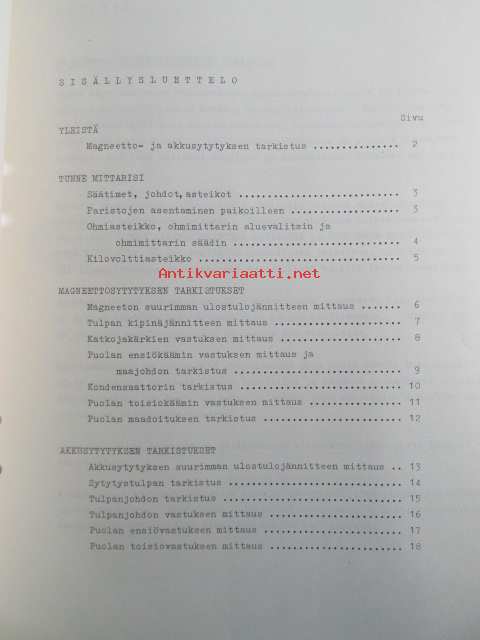 SISÄLLYSLUETTELO
Sivu
YLEISTÄ
Magneetto- ja akkusytytyksen tarkistus ............... 2
TUNNE MITTARISI
Säätimet, johdot, asteikot ............................ 3
Paristojen asentaminen paikoilleen ................... 3
Ohmiasteikko, ohmimittarin aluevalitsin ja
ohmimittarin säädin .............................. 4
Kilovolttiasteikko ................................... 5
Antikvariaatti.net
MAGNEETTOSYTYTYKSEN TARKISTUKSET
Magneeton suurimman ulostulojännitteen mittaus ....... 6
Tulpan kipinäjännitteen mittaus ...................... 7
Katkojakärkien vastuksen mittaus ..................... 8
Puolan ensiökäämin vastuksen mittaus ja
maajohdon tarkistus .............................. 9
Kondensaattorin tarkistus ............................ 10
Puolan toisiokäämin vastuksen mittaus ................ 11
Puolan maadoituksen tarkistus ........................ 12
AKKUSYTYTYKSEN TARKISTUKSET
Akkusytytyksen suurimman ulostulojännitteen mittaus .. 13
Sytytystulpan tarkistus .............................. 14
Tulpanjohdon tarkistus ............................... 15
Tulpanjohdon vastuksen mittaus ....................... 16
Puolan ensiövastuksen mittaus ........................ 17
Puolan toisiovastuksen mittaus ....................... 18